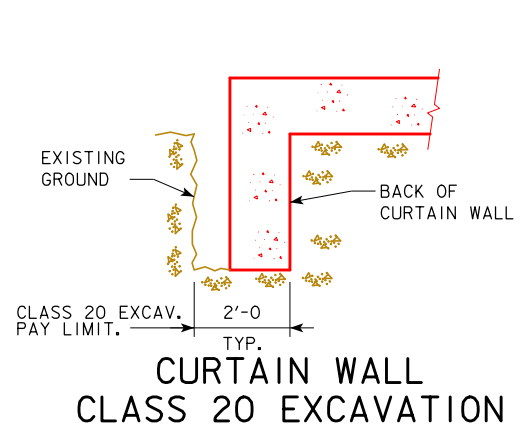 EXISTING
GROUND
BACK OF
CURTAIN WALL
CLASS 20 EXCAV.
PAY LIMIT.
2'-0
TYP.
CURTAIN WALL
CLASS 20 EXCAVATION